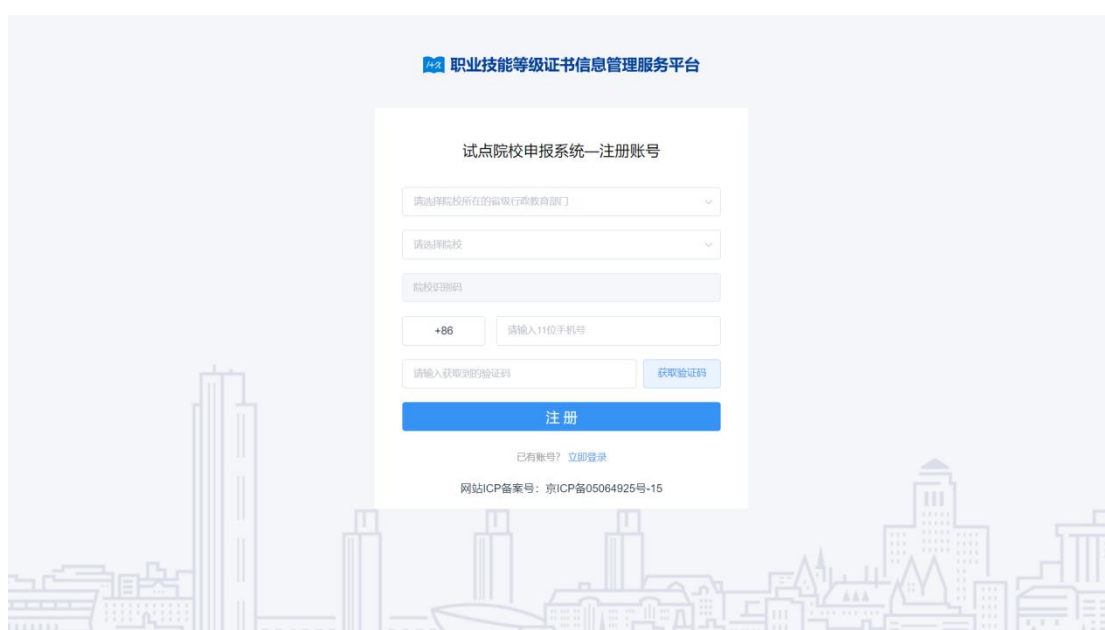 1+X 职业技能等级证书信息管理服务平台
试点院校申报系统—注册账号
请选择院校所在的省级行政教育部门
请选择院校
院校识别码
+86 请输入11位手机号
请输入获取到的验证码 获取验证码
注 册
已有账号? 立即登录
网站ICP备案号：京ICP备05064925号-15